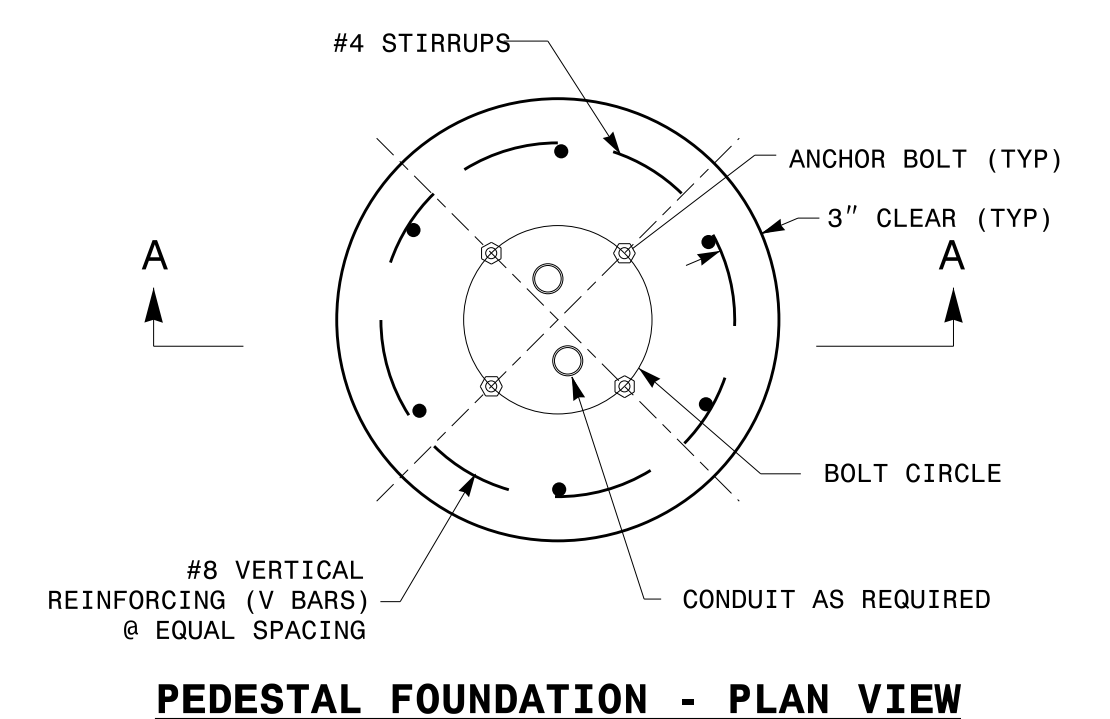 #4 STIRRUPS
ANCHOR BOLT (TYP)
3" CLEAR (TYP)
A
A
BOLT CIRCLE
#8 VERTICAL
REINFORCING (V BARS)
@ EQUAL SPACING
CONDUIT AS REQUIRED
PEDESTAL FOUNDATION - PLAN VIEW